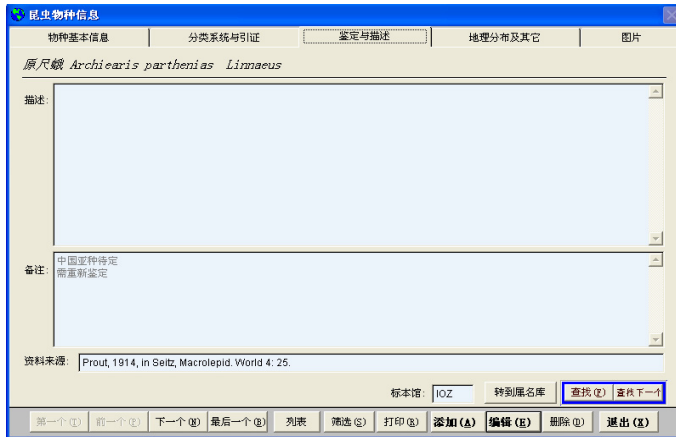 昆虫物种信息
物种基本信息 分类系统与引证 鉴定与描述 地理分布及其它 图片
原尺蛾 Archiearis parthenias Linnaeus
描述:
备注: 中国亚种待定
需重新鉴定
资料来源: Prout, 1914, in Seitz, Macrolepid. World 4: 25.
标本馆: IOZ 转到属名库 查找(Z) 查找下一个
第一个(T) 前一个(P) 下一个(N) 最后一个(B) 列表 筛选(S) 打印(R) 添加(A) 编辑(E) 删除(D) 退出(X)